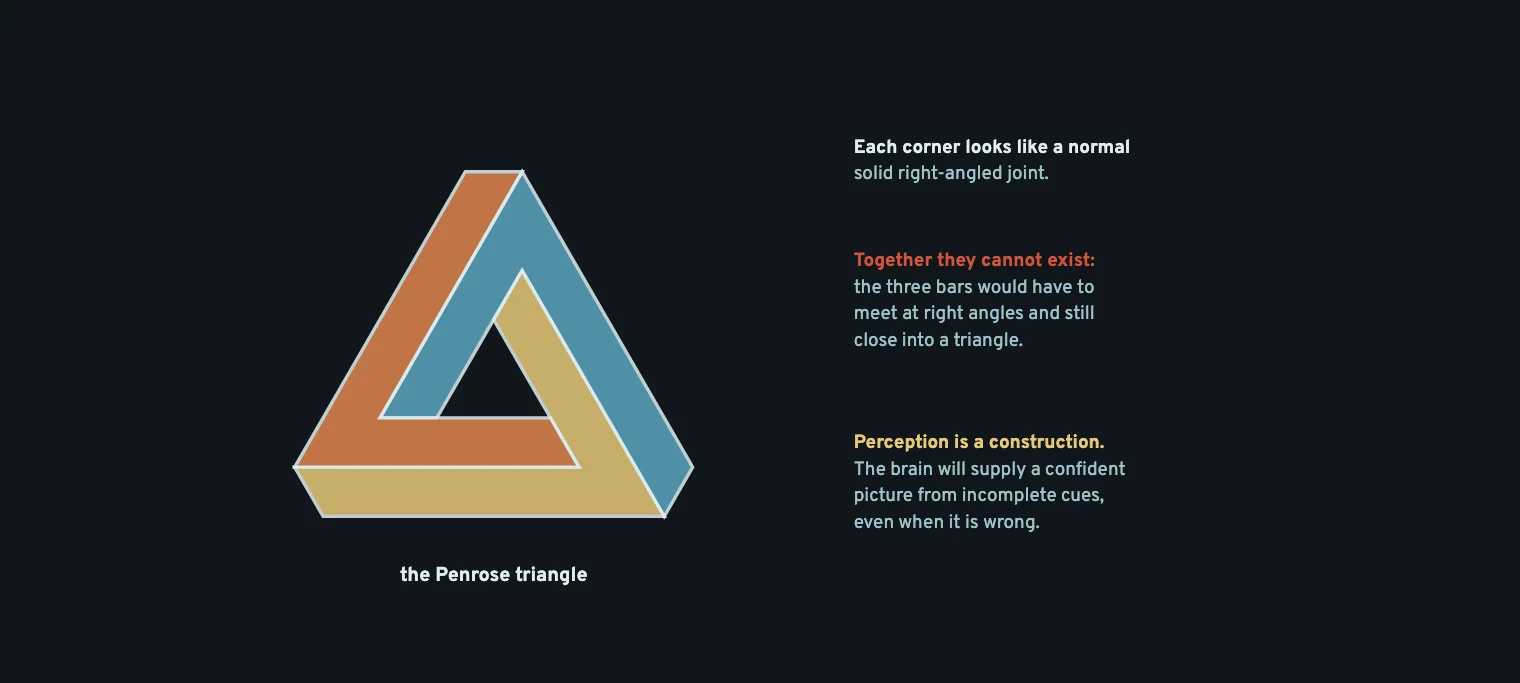 Each corner looks like a normal
solid right-angled joint.
Together they cannot exist:
the three bars would have to
meet at right angles and still
close into a triangle.
Perception is a construction.
The brain will supply a confident
picture from incomplete cues,
even when it is wrong.
the Penrose triangle